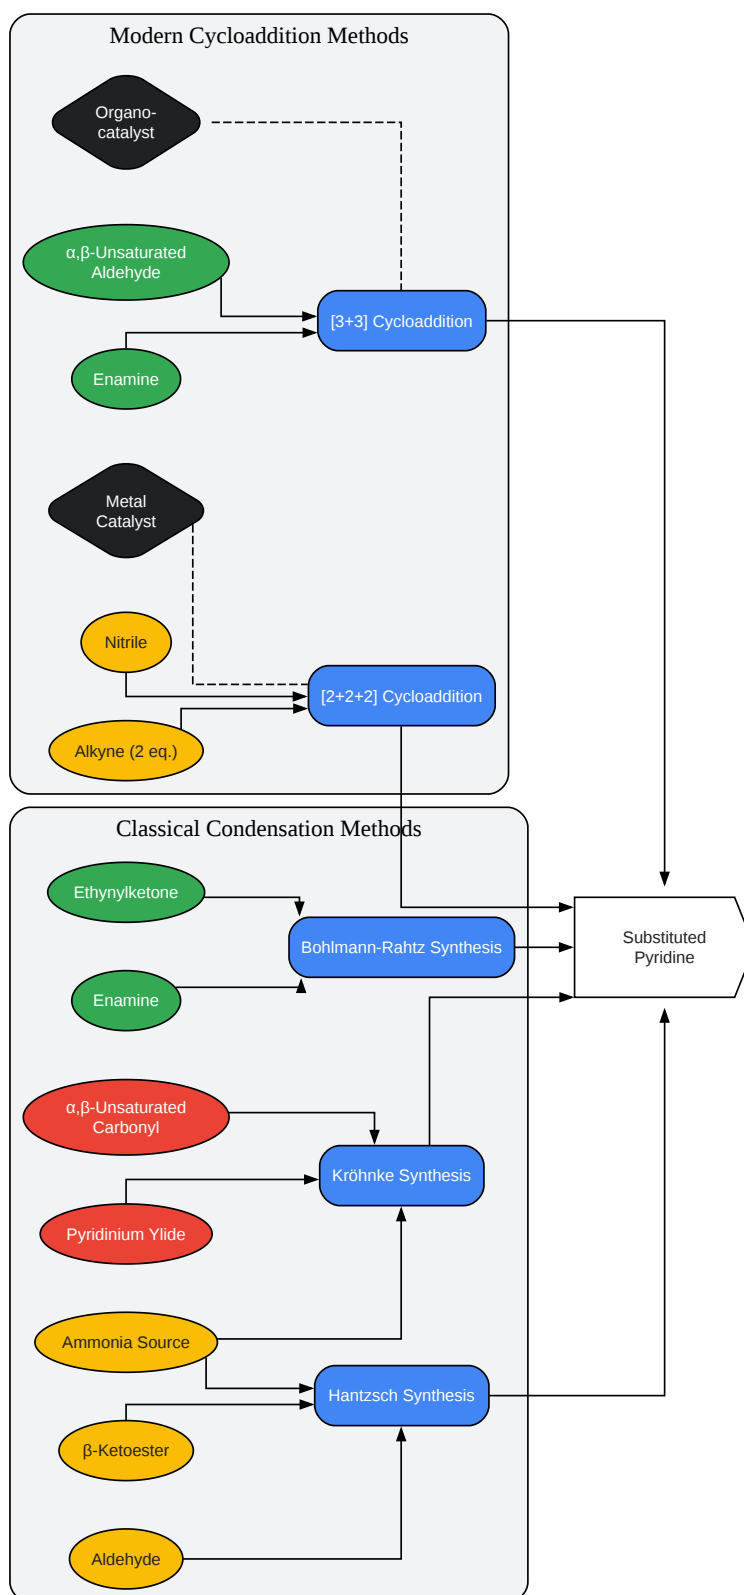 Modern Cycloaddition Methods
Organo-
catalyst
α,β-Unsaturated
Aldehyde
[3+3] Cycloaddition
Enamine
Metal
Catalyst
Nitrile
[2+2+2] Cycloaddition
Alkyne (2 eq.)
Classical Condensation Methods
Ethynylketone
Bohlmann-Rahtz Synthesis
Substituted
Pyridine
Enamine
α,β-Unsaturated
Carbonyl
Kröhnke Synthesis
Pyridinium Ylide
Ammonia Source
Hantzsch Synthesis
β-Ketoester
Aldehyde